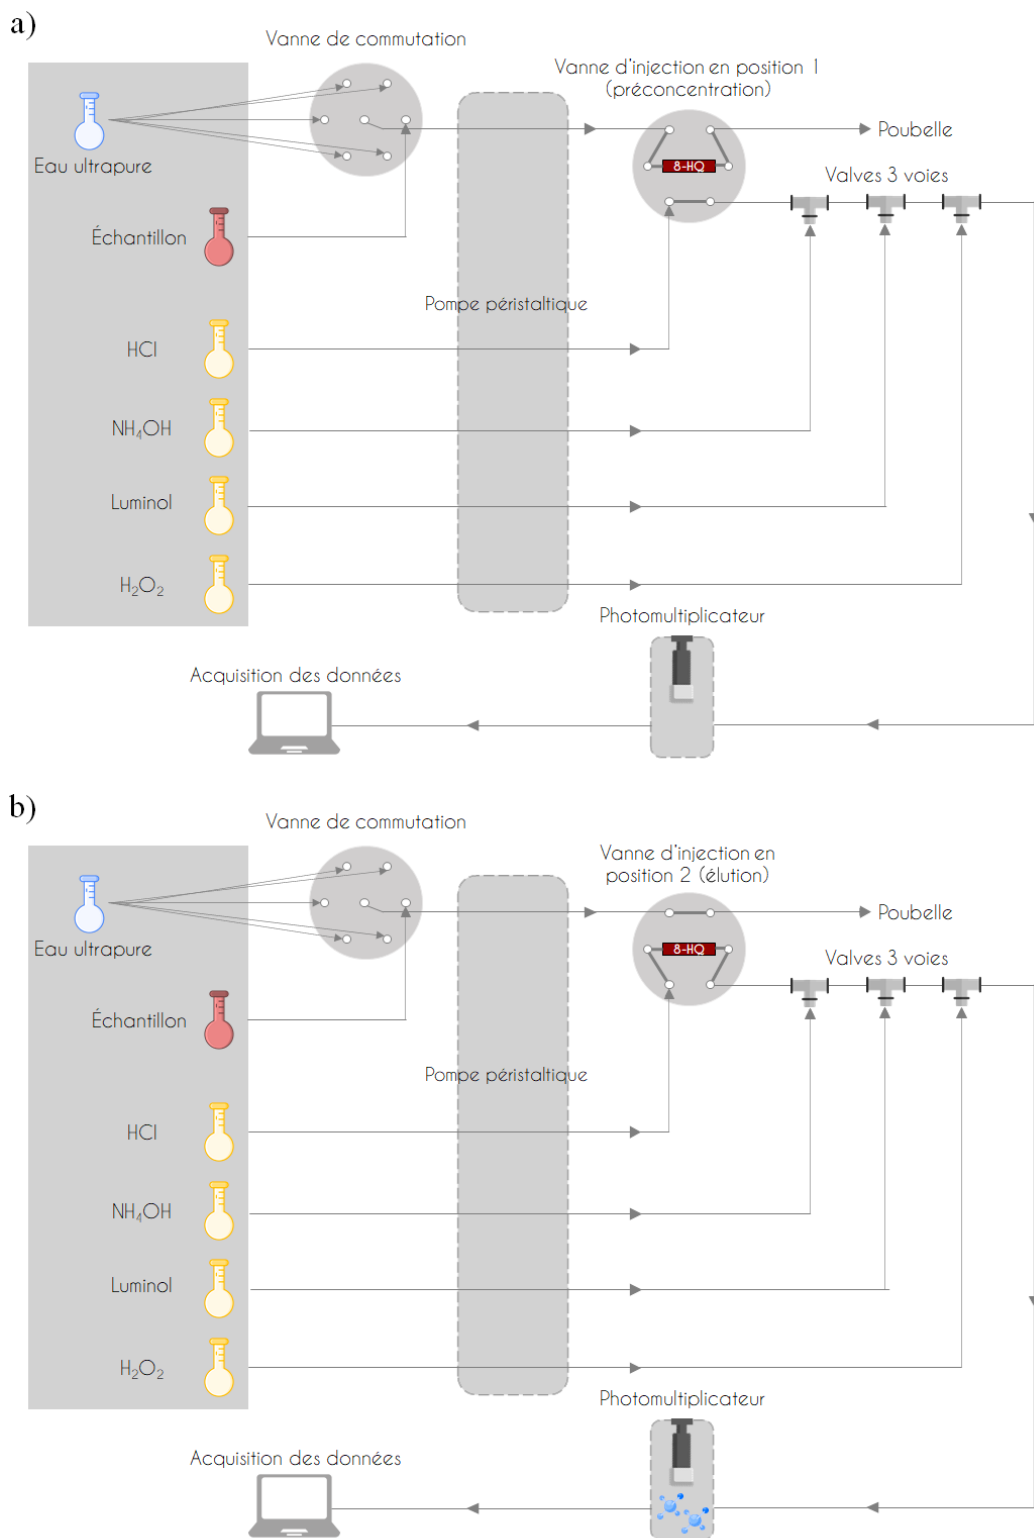 a)
Vanne de commutation
Vanne d'injection en position 1
(préconcentration)
Eau ultrapure
8-HQ
Poubelle
Valves 3 voies
Échantillon
Pompe péristaltique
HCl
NH₄OH
Luminol
H₂O₂
Photomultiplicateur
Acquisition des données
b)
Vanne de commutation
Vanne d'injection en
position 2 (élution)
Eau ultrapure
8-HQ
Poubelle
Valves 3 voies
Échantillon
Pompe péristaltique
HCl
NH₄OH
Luminol
H₂O₂
Photomultiplicateur
Acquisition des données